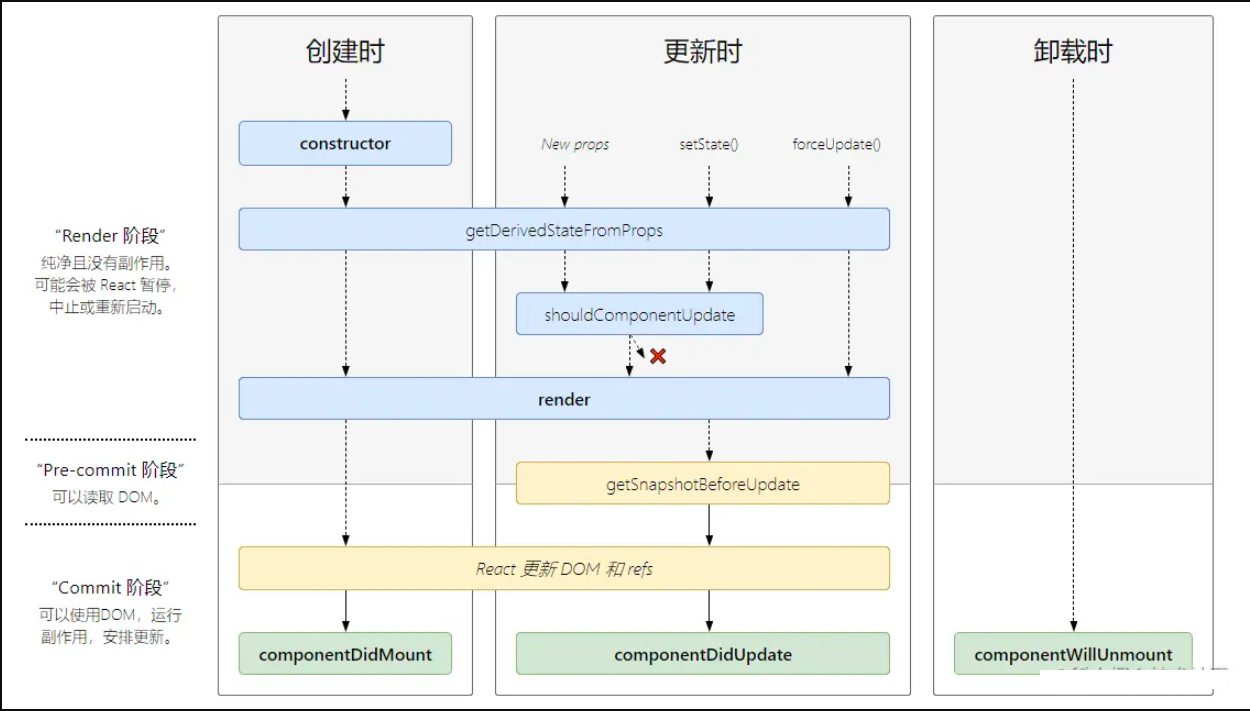 创建时
更新时
卸载时
constructor
New props
setState()
forceUpdate()
getDerivedStateFromProps
shouldComponentUpdate
render
getSnapshotBeforeUpdate
React 更新 DOM 和 refs
componentDidMount
componentDidUpdate
componentWillUnmount
“Render 阶段”
纯净且没有副作用。
可能会被 React 暂停，
中止或重新启动。
“Pre-commit 阶段”
可以读取 DOM。
“Commit 阶段”
可以使用DOM，运行
副作用，安排更新。